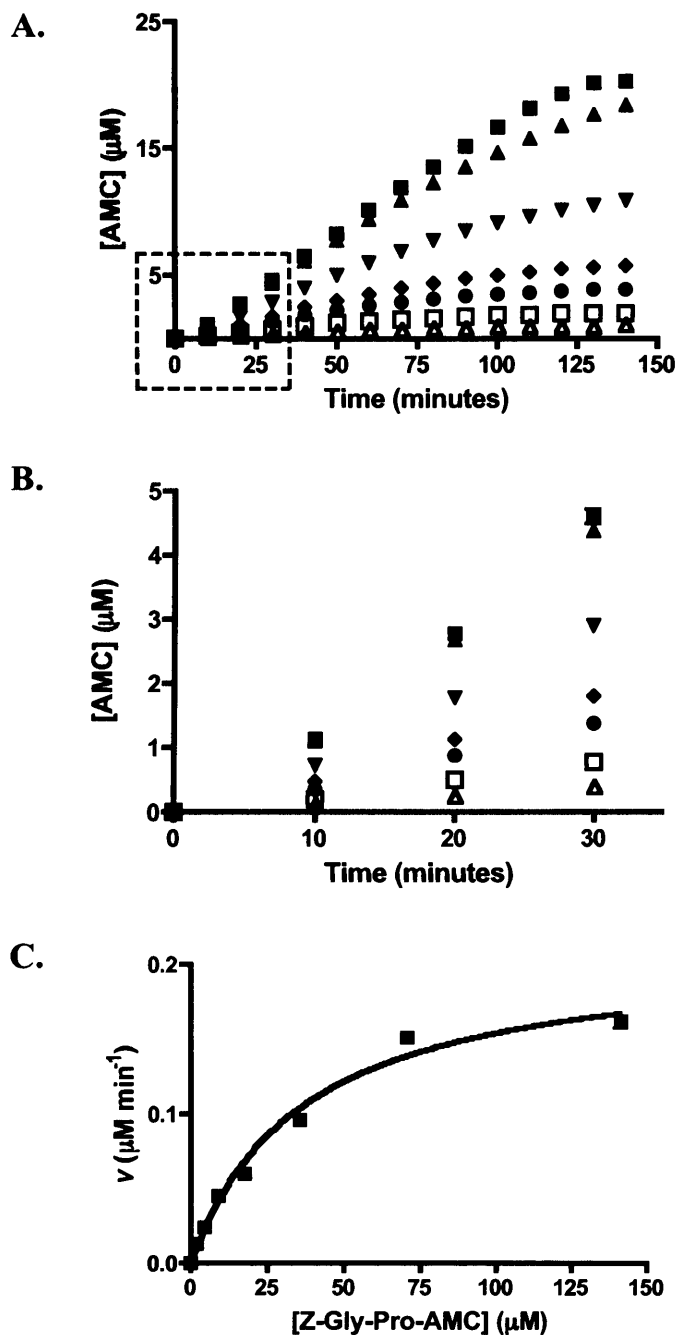 A.
25
15
5
[AMC] (μM)
0 25 50 75 100 125 150
Time (minutes)
B.
5
4
3
2
1
0
[AMC] (μM)
0 10 20 30
Time (minutes)
C.
0.2
0.1
0.0
v (μM min⁻¹)
0 25 50 75 100 125 150
[Z-Gly-Pro-AMC] (μM)